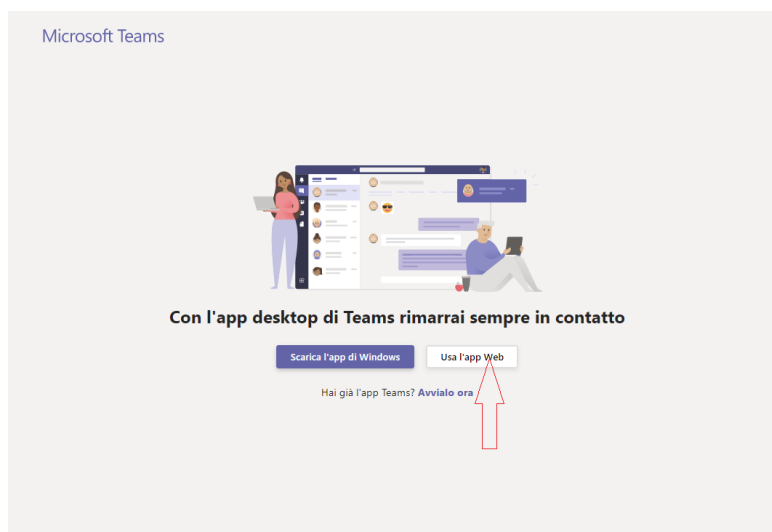 Microsoft Teams
Con l'app desktop di Teams rimarrai sempre in contatto
Scarica l'app di Windows
Usa l'app Web
Hai già l'app Teams? Avvialo ora